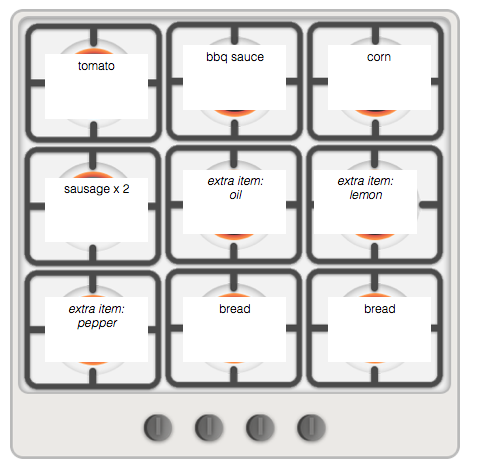 tomato
bbq sauce
corn
sausage x 2
extra item:
oil
extra item:
lemon
extra item:
pepper
bread
bread